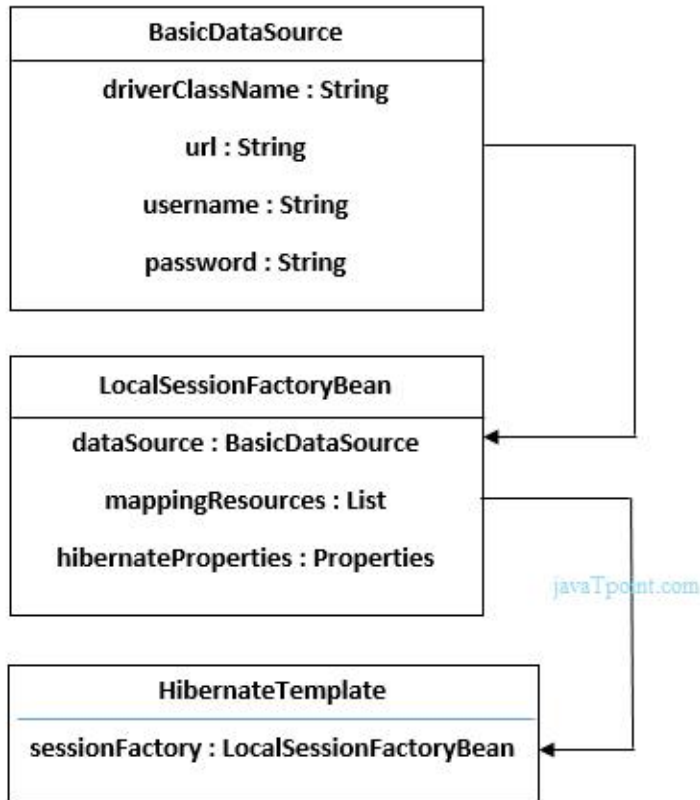 BasicDataSource
driverClassName : String
url : String
username : String
password : String
LocalSessionFactoryBean
dataSource : BasicDataSource
mappingResources : List
hibernateProperties : Properties
javaTpoint.com
HibernateTemplate
sessionFactory : LocalSessionFactoryBean